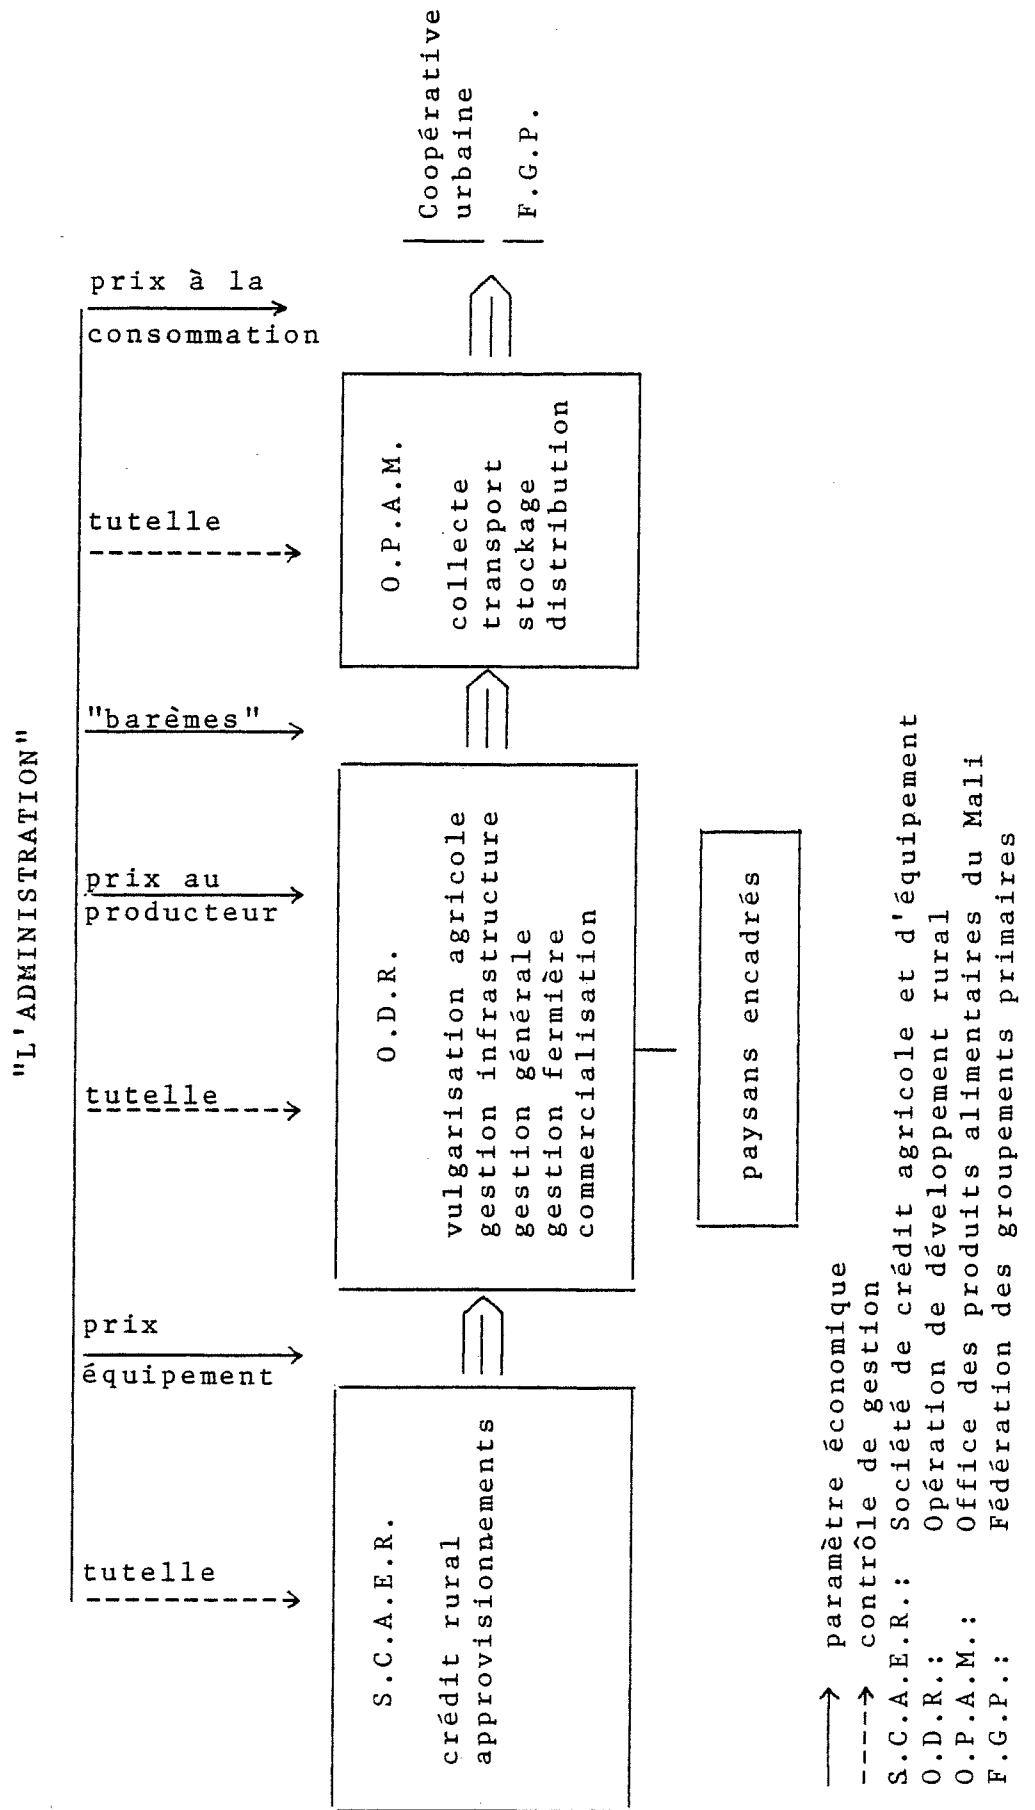 "L'ADMINISTRATION"
tutelle
prix
équipement
tutelle
prix au
producteur
"barèmes"
tutelle
prix à la
consommation
S.C.A.E.R.
crédit rural
approvisionnements
O.D.R.
vulgarisation agricole
gestion infrastructure
gestion générale
gestion fermière
commercialisation
O.P.A.M.
collecte
transport
stockage
distribution
Coopérative
urbaine
F.G.P.
paysans encadrés
paramètre économique
contrôle de gestion
S.C.A.E.R.: Société de crédit agricole et d'équipement
O.D.R.: Opération de développement rural
O.P.A.M.: Office des produits alimentaires du Mali
F.G.P.: Fédération des groupements primaires